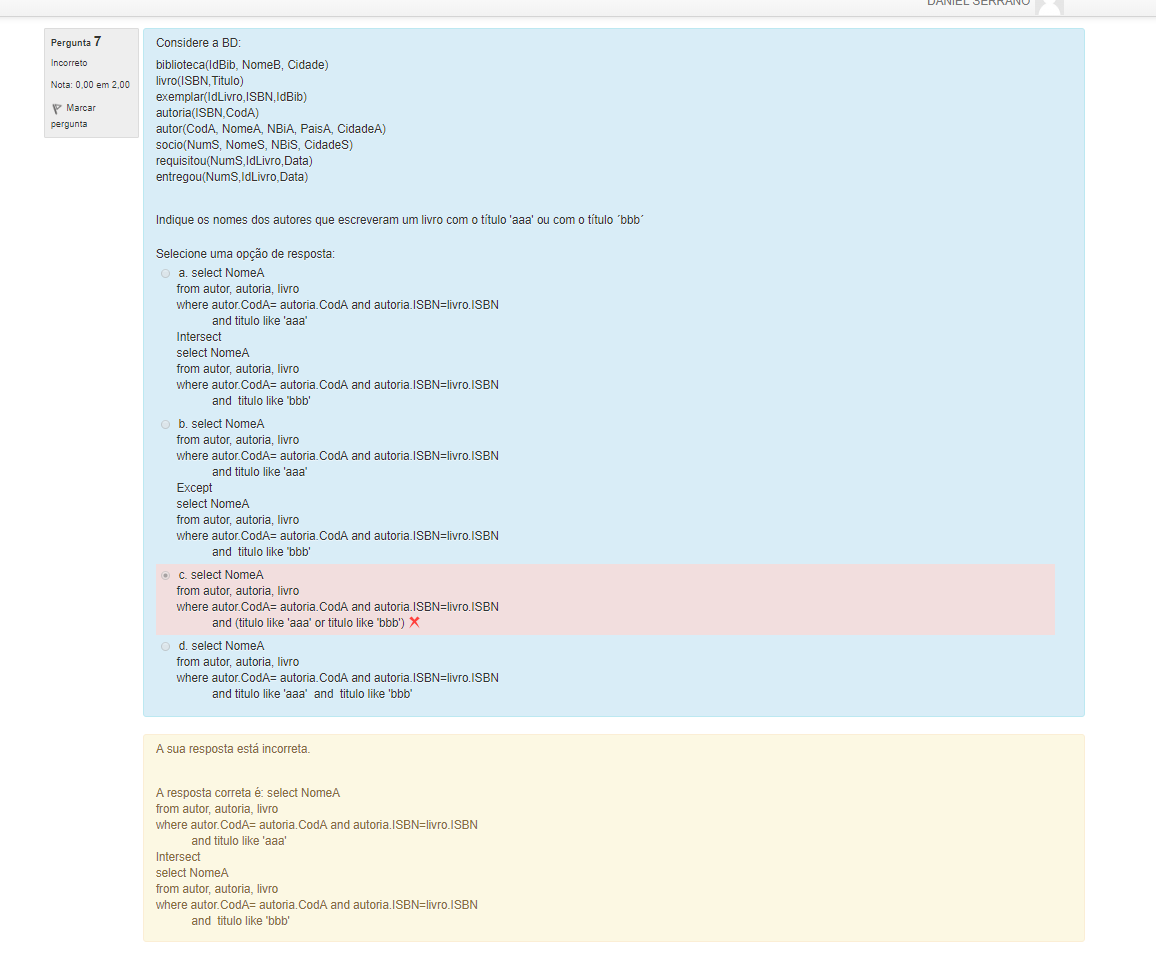 DANIEL SERRANO
Pergunta 7
Incorreto
Nota: 0,00 em 2,00
Marcar
pergunta
Considere a BD:
biblioteca(IdBib, NomeB, Cidade)
livro(ISBN,Titulo)
exemplar(IdLivro,ISBN,IdBib)
autoria(ISBN,CodA)
autor(CodA, NomeA, NBiA, PaisA, CidadeA)
socio(NumS, NomeS, NBiS, CidadeS)
requisitou(NumS,IdLivro,Data)
entregou(NumS,IdLivro,Data)
Indique os nomes dos autores que escreveram um livro com o título 'aaa' ou com o título ´bbb´
Selecione uma opção de resposta:
a. select NomeA
from autor, autoria, livro
where autor.CodA= autoria.CodA and autoria.ISBN=livro.ISBN
and titulo like 'aaa'
Intersect
select NomeA
from autor, autoria, livro
where autor.CodA= autoria.CodA and autoria.ISBN=livro.ISBN
and  titulo like 'bbb'
b. select NomeA
from autor, autoria, livro
where autor.CodA= autoria.CodA and autoria.ISBN=livro.ISBN
and titulo like 'aaa'
Except
select NomeA
from autor, autoria, livro
where autor.CodA= autoria.CodA and autoria.ISBN=livro.ISBN
and  titulo like 'bbb'
c. select NomeA
from autor, autoria, livro
where autor.CodA= autoria.CodA and autoria.ISBN=livro.ISBN
and (titulo like 'aaa' or titulo like 'bbb')
d. select NomeA
from autor, autoria, livro
where autor.CodA= autoria.CodA and autoria.ISBN=livro.ISBN
and titulo like 'aaa'  and  titulo like 'bbb'
A sua resposta está incorreta.
A resposta correta é: select NomeA
from autor, autoria, livro
where autor.CodA= autoria.CodA and autoria.ISBN=livro.ISBN
and titulo like 'aaa'
Intersect
select NomeA
from autor, autoria, livro
where autor.CodA= autoria.CodA and autoria.ISBN=livro.ISBN
and  titulo like 'bbb'